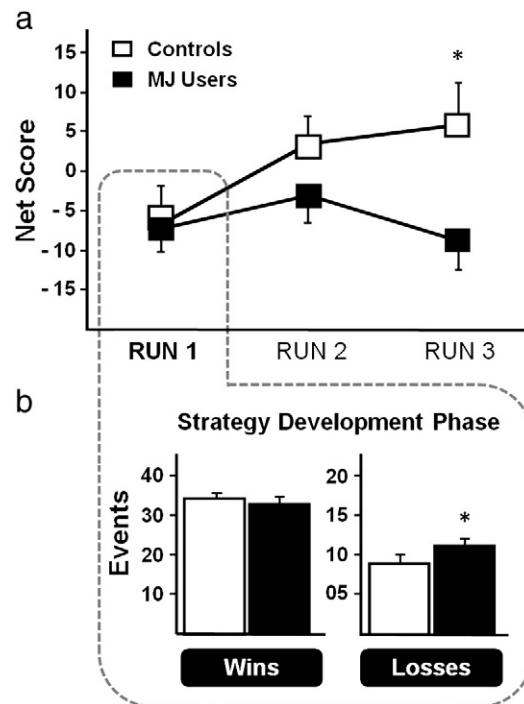 a
Controls
MJ Users
*
Net Score
15
10
5
0
- 5
- 10
- 15
RUN 1 RUN 2 RUN 3
b
Strategy Development Phase
Events
40
30
20
10
20
15
10
05
*
Wins Losses